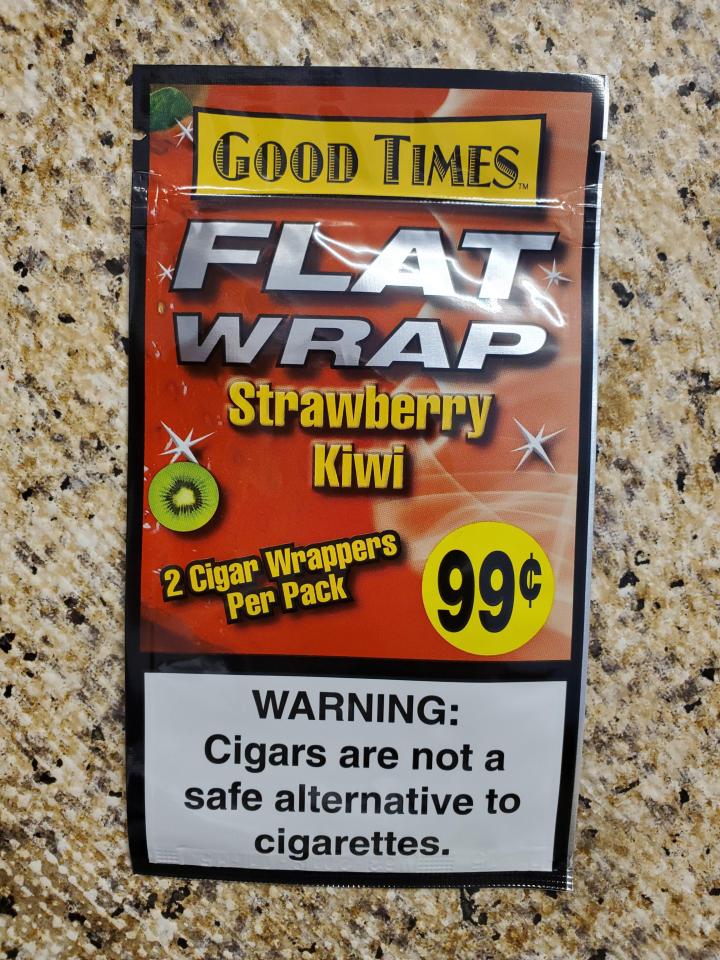 GOOD TIMES™
FLAT
WRAP
Strawberry
Kiwi
2 Cigar Wrappers
Per Pack
99¢
WARNING:
Cigars are not a
safe alternative to
cigarettes.